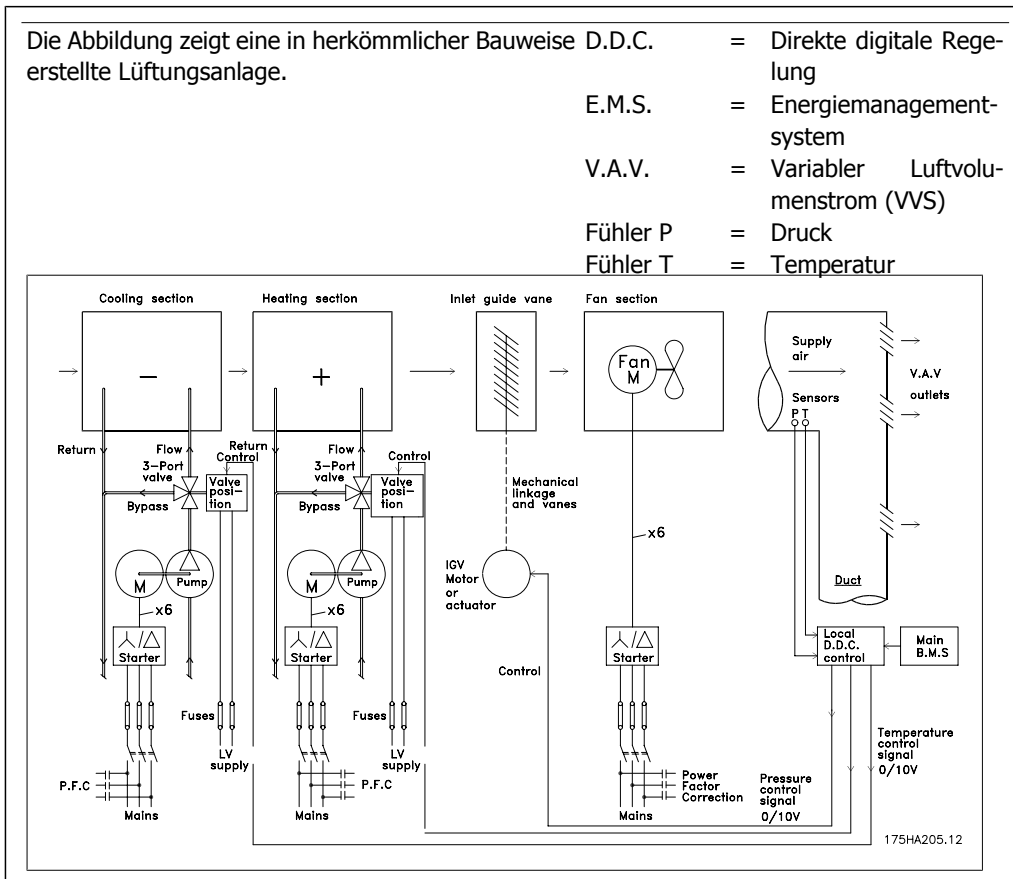 Die Abbildung zeigt eine in herkömmlicher Bauweise
erstellte Lüftungsanlage.
D.D.C. = Direkte digitale Rege-
lung
E.M.S. = Energiemanagement-
system
V.A.V. = Variabler Luftvolu-
menstrom (VVS)
Fühler P = Druck
Fühler T = Temperatur
Cooling section
Heating section
Inlet guide vane
Fan section
−
+
Fan
M
Supply
air
Sensors
P T
V.A.V
outlets
Return
Flow
Return
Control
3-Port
valve
Valve
posi-
tion
Bypass
Flow
Control
3-Port
valve
Valve
posi-
tion
Bypass
Mechanical
linkage
and vanes
x6
M
Pump
M
Pump
IGV
Motor
or
actuator
Duct
x6
x6
Starter
Starter
Starter
Local
D.D.C.
control
Main
B.M.S
Control
Fuses
Fuses
LV
supply
LV
supply
Temperature
control
signal
0/10V
P.F.C
P.F.C
Power
Factor
Correction
Pressure
control
signal
0/10V
Mains
Mains
Mains
175HA205.12